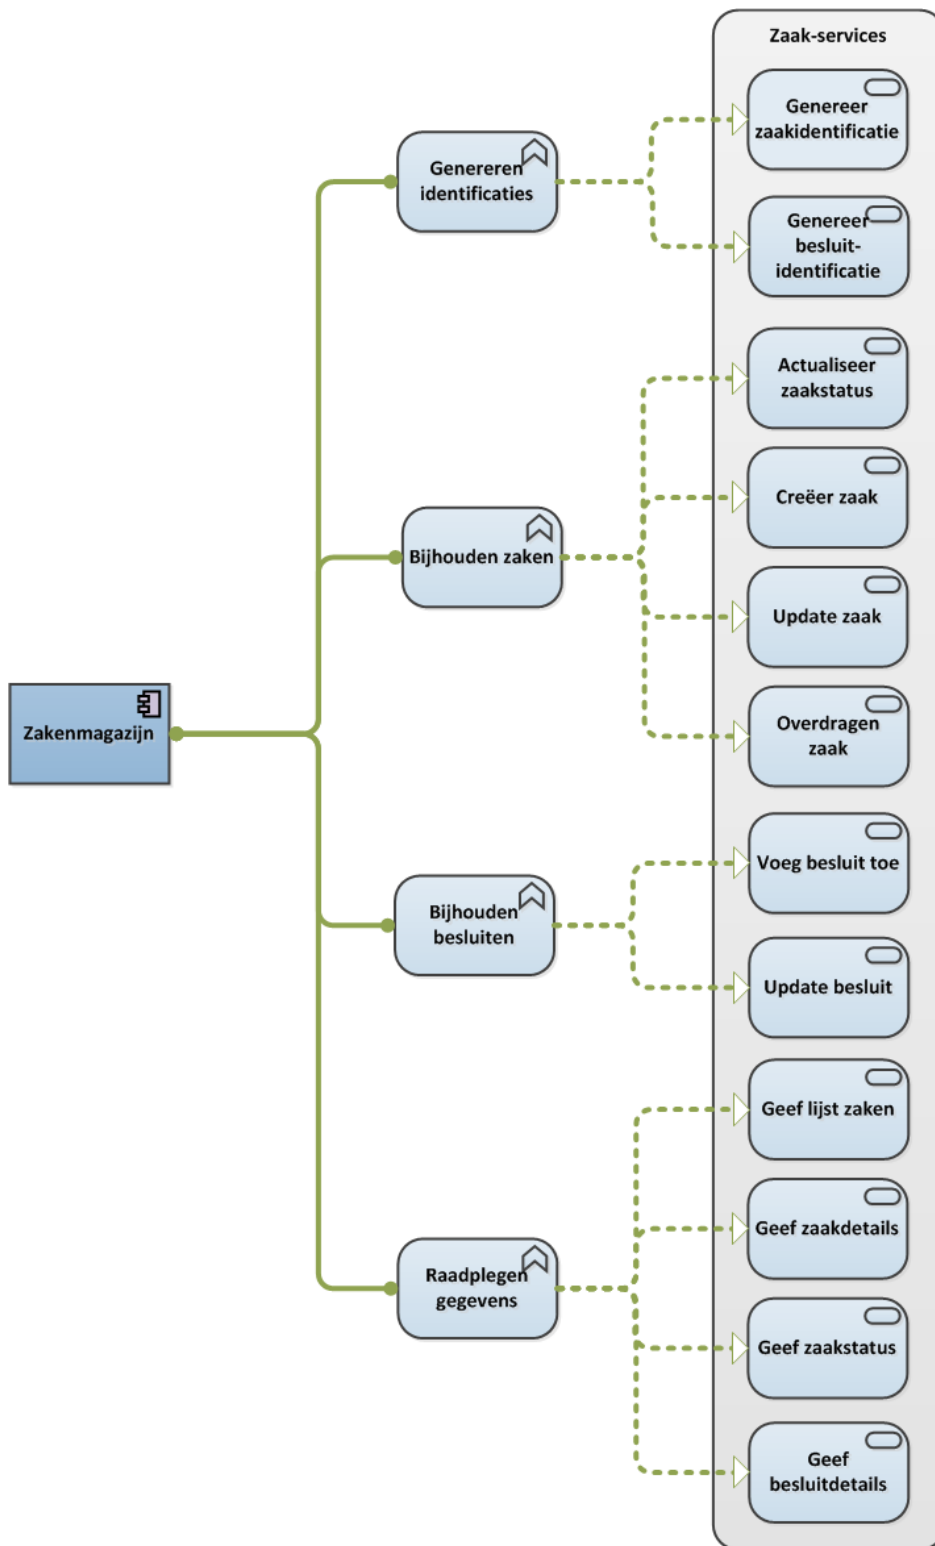 Zaak-services
Genereer
zaakidentificatie
Genereren
identificaties
Genereer
besluit-
identificatie
Actualiseer
zaakstatus
Creëer zaak
Bijhouden zaken
Update zaak
Zakenmagazijn
Overdragen
zaak
Voeg besluit toe
Bijhouden
besluiten
Update besluit
Geef lijst zaken
Geef zaakdetails
Raadplegen
gegevens
Geef zaakstatus
Geef
besluitdetails